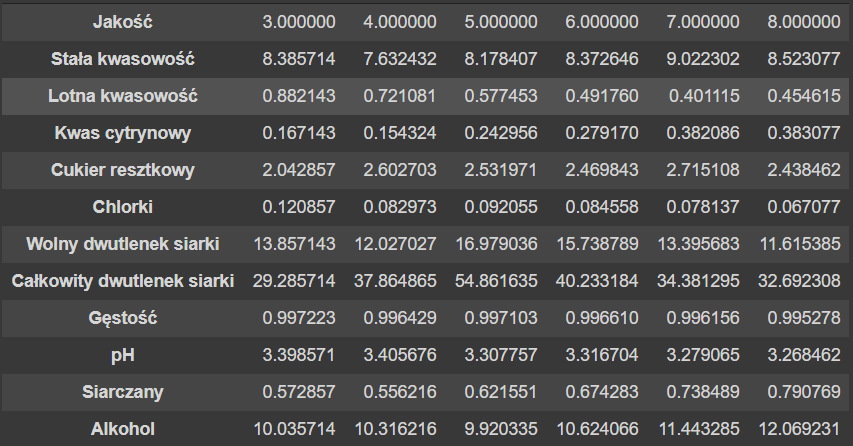 Jakość 3.000000 4.000000 5.000000 6.000000 7.000000 8.000000
Stała kwasowość 8.385714 7.632432 8.178407 8.372646 9.022302 8.523077
Lotna kwasowość 0.882143 0.721081 0.577453 0.491760 0.401115 0.454615
Kwas cytrynowy 0.167143 0.154324 0.242956 0.279170 0.382086 0.383077
Cukier resztkowy 2.042857 2.602703 2.531971 2.469843 2.715108 2.438462
Chlorki 0.120857 0.082973 0.092055 0.084558 0.078137 0.067077
Wolny dwutlenek siarki 13.857143 12.027027 16.979036 15.738789 13.395683 11.615385
Całkowity dwutlenek siarki 29.285714 37.864865 54.861635 40.233184 34.381295 32.692308
Gęstość 0.997223 0.996429 0.997103 0.996610 0.996156 0.995278
pH 3.398571 3.405676 3.307757 3.316704 3.279065 3.268462
Siarczany 0.572857 0.556216 0.621551 0.674283 0.738489 0.790769
Alkohol 10.035714 10.316216 9.920335 10.624066 11.443285 12.069231